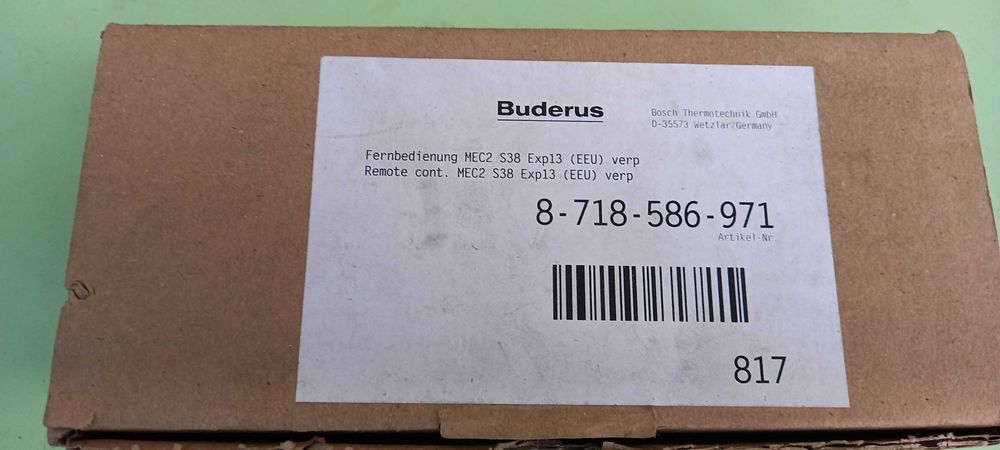 Buderus
Bosch Thermotechnik GmbH
D-35573 Wetzlar/Germany
Fernbedienung MEC2 S38 Exp13 (EEU) verp
Remote cont. MEC2 S38 Exp13 (EEU) verp
8-718-586-971
Artikel-Nr
817